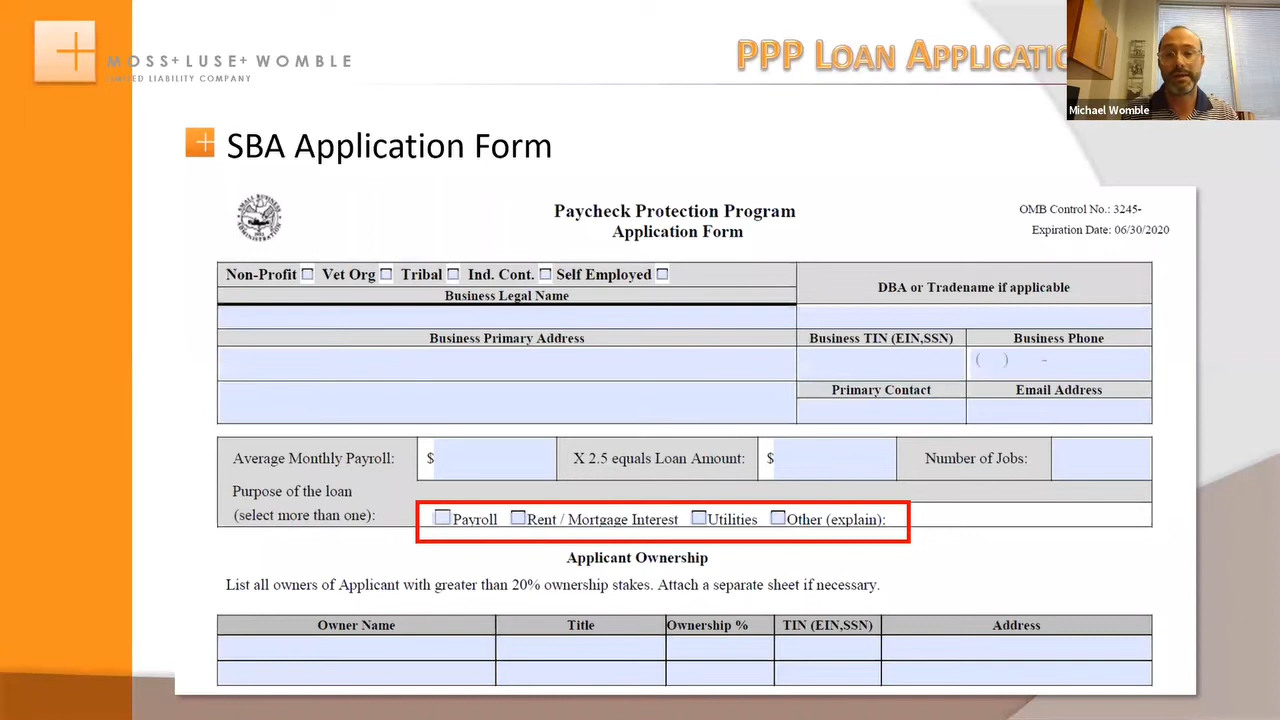 MOSS+LUSE+ WOMBLE
LIMITED LIABILITY COMPANY
PPP LOAN
Michael Womble
SBA Application Form
SMALL BUSINESS ADMINISTRATION
Paycheck Protection Program
Application Form
OMB Control No.: 3245-
Expiration Date: 06/30/2020
Non-Profit Vet Org Tribal Ind. Cont. Self Employed
Business Legal Name
DBA or Tradename if applicable
Business Primary Address
Business TIN (EIN,SSN)
Business Phone
( ) -
Primary Contact
Email Address
Average Monthly Payroll: $ X 2.5 equals Loan Amount: $ Number of Jobs:
Purpose of the loan
(select more than one):
Payroll Rent / Mortgage Interest Utilities Other (explain):
Applicant Ownership
List all owners of Applicant with greater than 20% ownership stakes. Attach a separate sheet if necessary.
Owner Name Title Ownership % TIN (EIN,SSN) Address